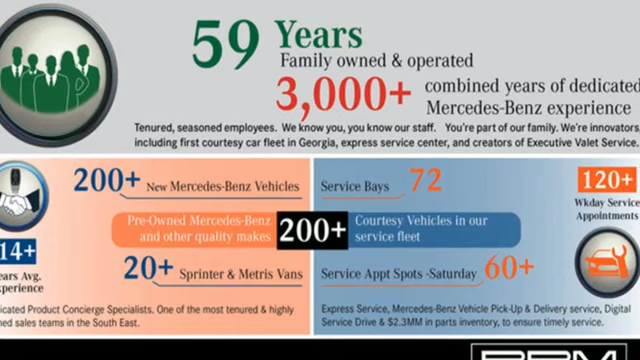 59 Years
Family owned & operated
3,000+ combined years of dedicated
Mercedes-Benz experience
Tenured, seasoned employees. We know you, you know our staff. You're part of our family. We're innovators,
including first courtesy car fleet in Georgia, express service center, and creators of Executive Valet Service.
200+ New Mercedes-Benz Vehicles
Pre-Owned Mercedes-Benz
and other quality makes
200+
20+ Sprinter & Metris Vans
14+
ears Avg.
xperience
icated Product Concierge Specialists. One of the most tenured & highly
ned sales teams in the South East.
Service Bays 72
Courtesy Vehicles in our
service fleet
Service Appt Spots -Saturday 60+
120+
Wkday Service
Appointments
Express Service, Mercedes-Benz Vehicle Pick-Up & Delivery service, Digital
Service Drive & $2.3MM in parts inventory, to ensure timely service.